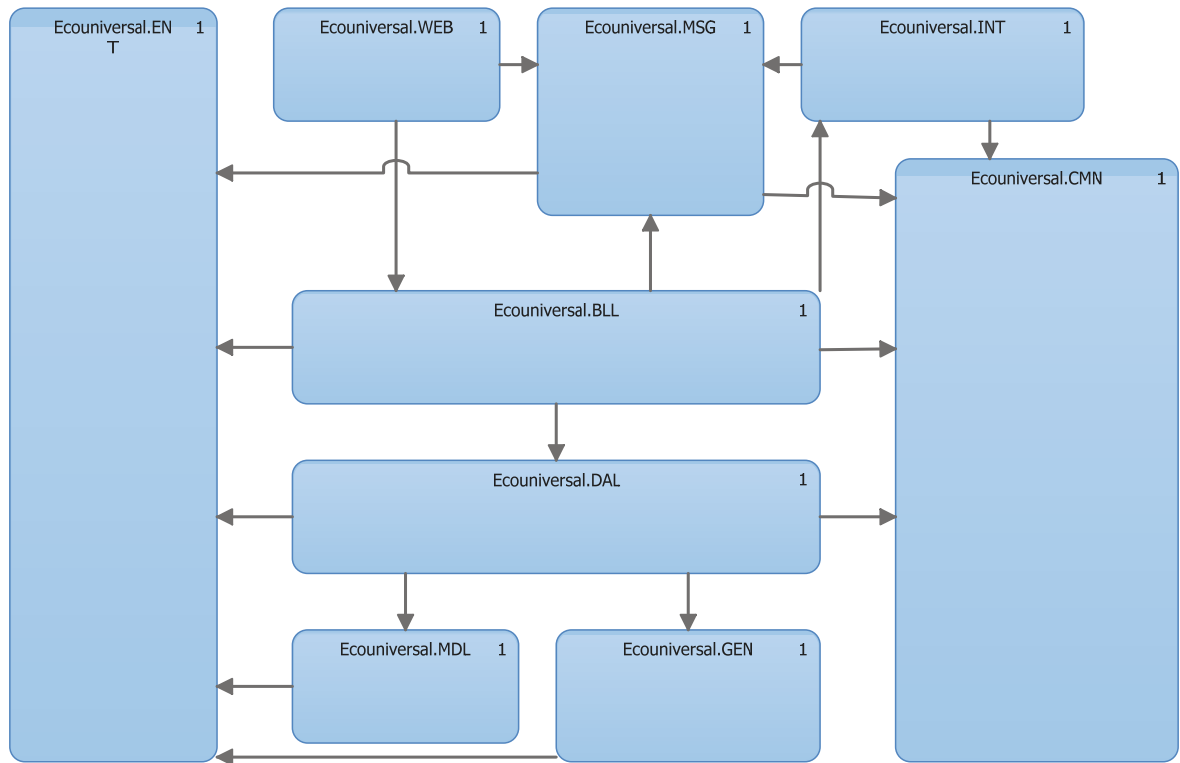 Ecouniversal.EN 1
T
Ecouniversal.WEB 1
Ecouniversal.MSG 1
Ecouniversal.INT 1
Ecouniversal.CMN 1
Ecouniversal.BLL 1
Ecouniversal.DAL 1
Ecouniversal.MDL 1
Ecouniversal.GEN 1